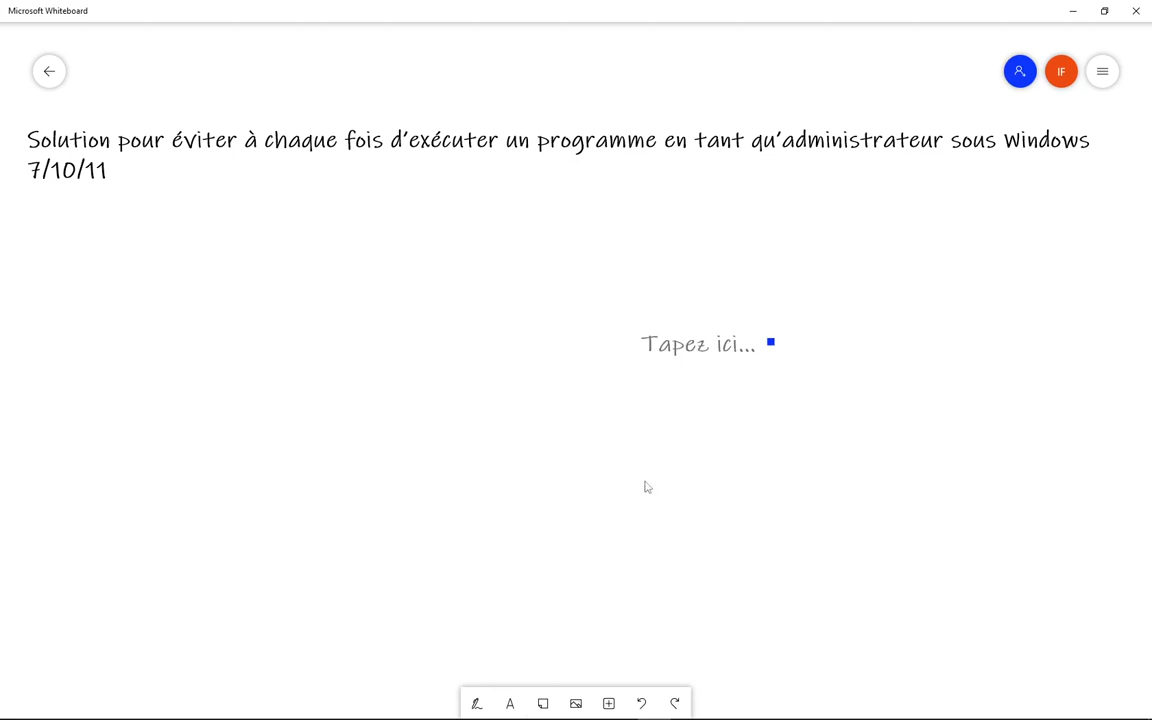 Microsoft Whiteboard
IF
Solution pour éviter à chaque fois d'exécuter un programme en tant qu'administrateur sous Windows
7/10/11
Tapez ici...
A